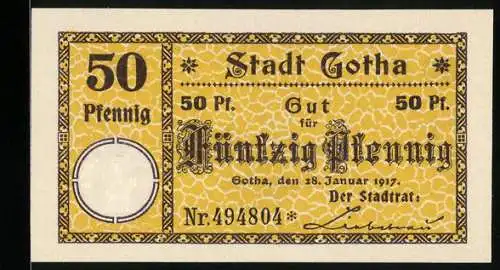 50
Pfennig
* Stadt Gotha *
50 Pf. Gut 50 Pf.
für
Fünfzig Pfennig
Gotha, den 28. Januar 1917.
Der Stadtrat:
Nr. 494804*
Liebetrau